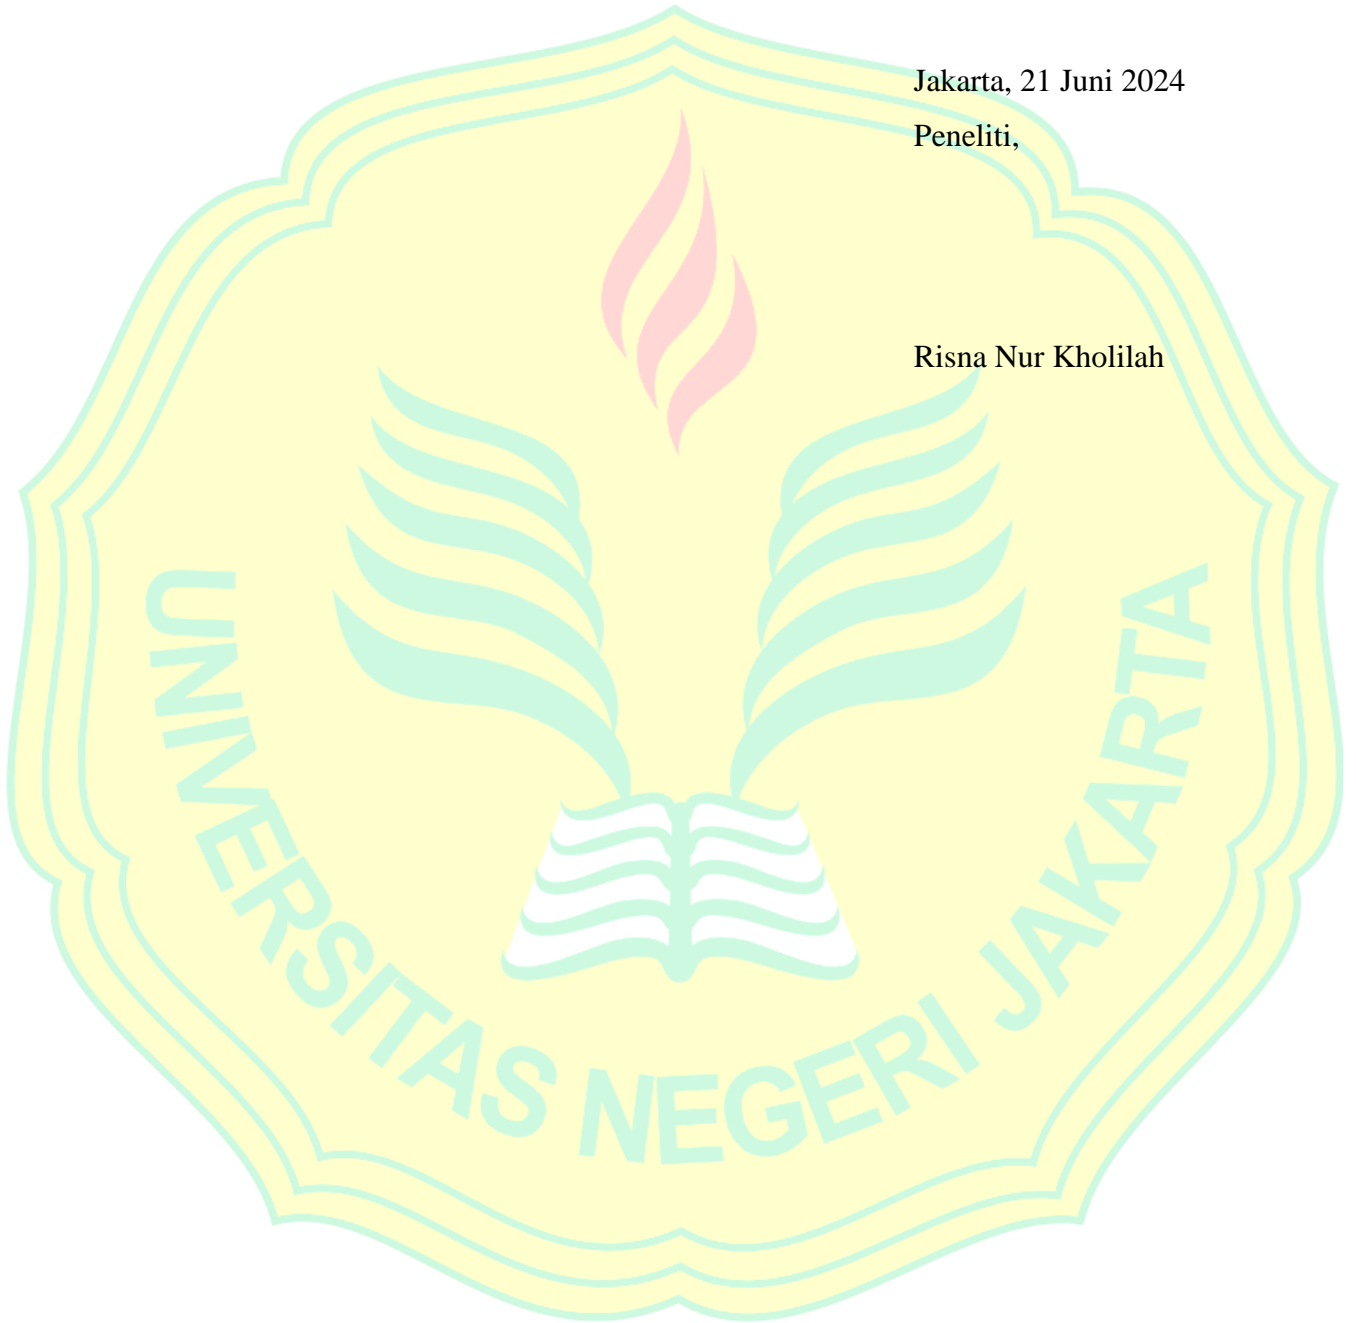 Jakarta, 21 Juni 2024
Peneliti,
Risna Nur Kholilah
UNIVERSITAS NEGERI JAKARTA